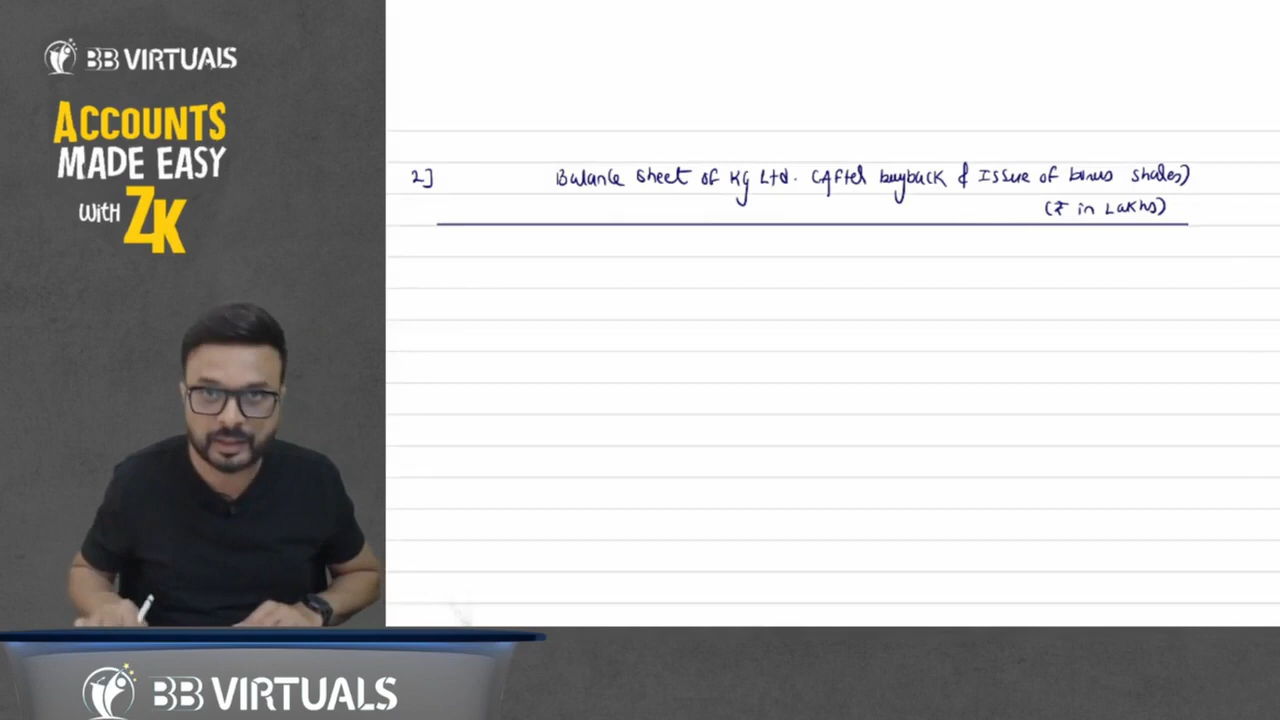 BB VIRTUALS
ACCOUNTS
MADE EASY
WITH ZK
2] Balance Sheet of KG Ltd. (After buyback & Issue of bonus shares)
(₹ in Lakhs)
BB VIRTUALS